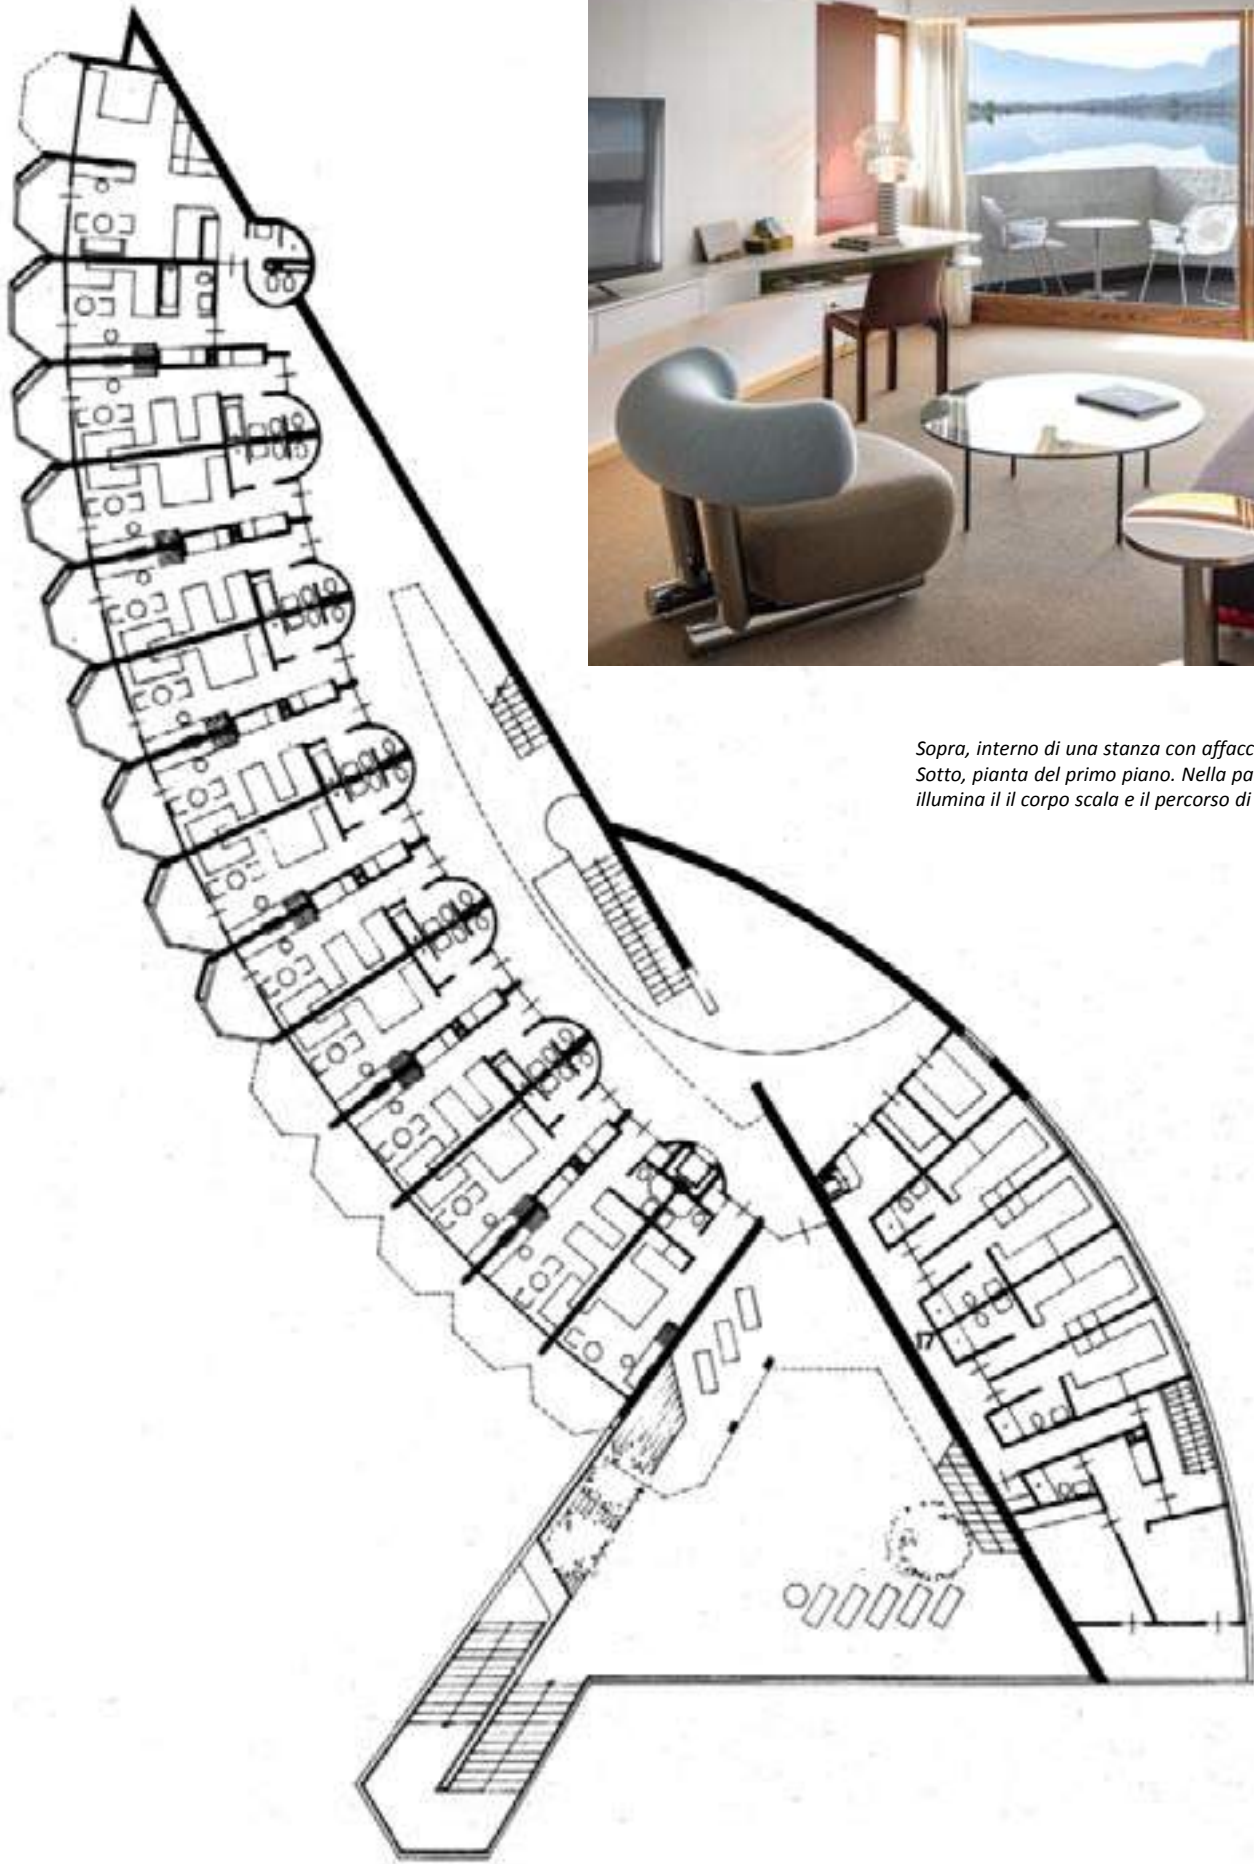 Sopra, interno di una stanza con affacc
Sotto, pianta del primo piano. Nella pa
illumina il il corpo scala e il percorso di